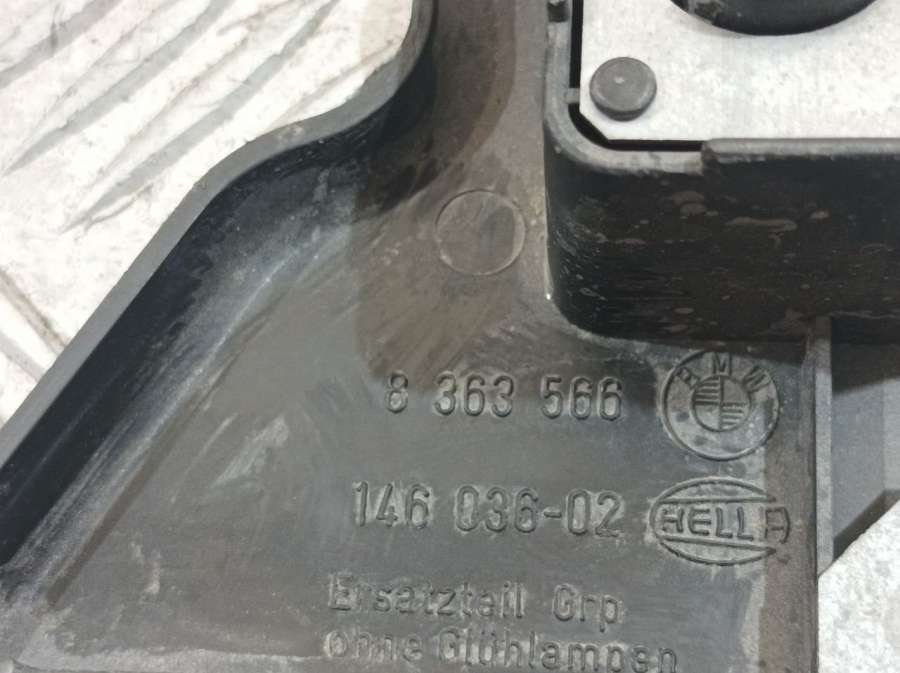 8 363 566 BMW
146 036-02 HELLA
Ersatzteil Grp
ohne Glühlampen